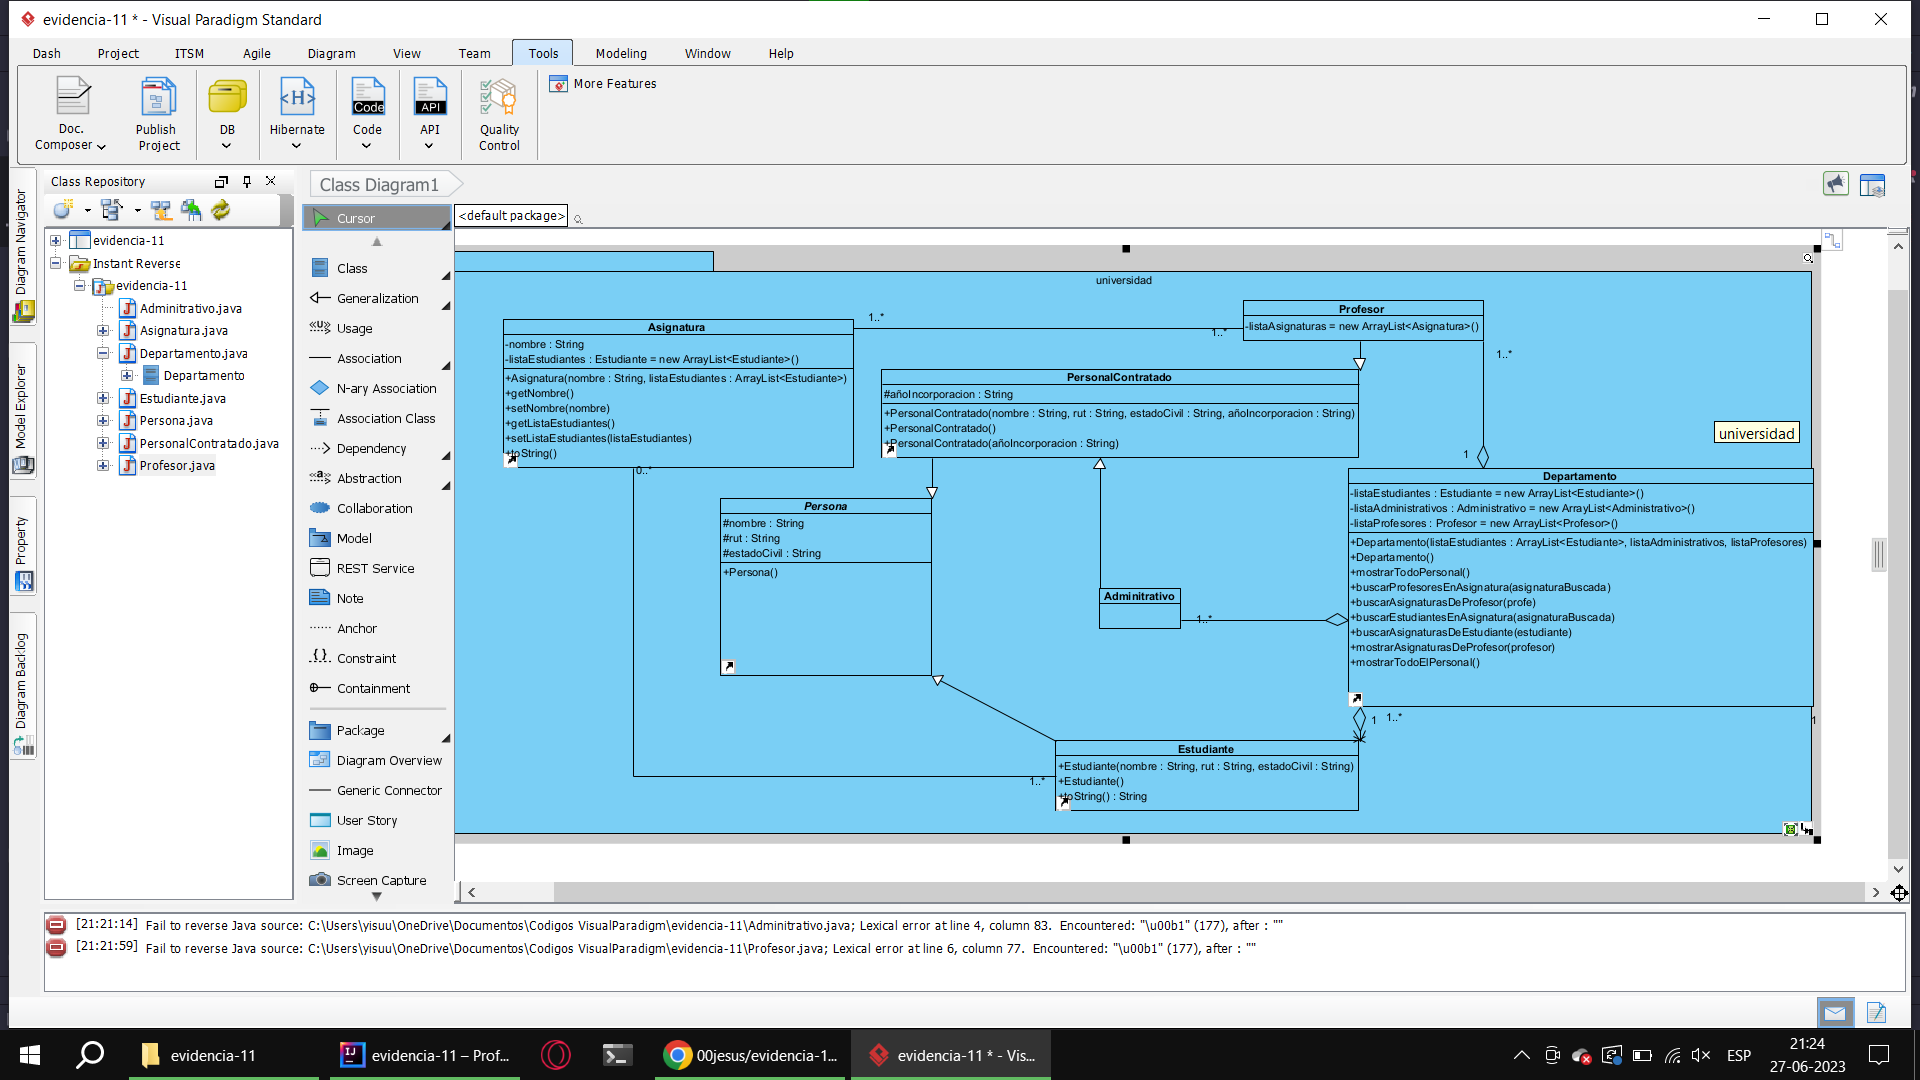 evidencia-11 * - Visual Paradigm Standard
Dash Project ITSM Agile Diagram View Team Tools Modeling Window Help
Doc. Composer
Publish Project
DB
Hibernate
Code
Code
API
API
Quality Control
More Features
Diagram Navigator
Model Explorer
Property
Diagram Backlog
Class Repository
evidencia-11
Instant Reverse
evidencia-11
Adminitrativo.java
Asignatura.java
Departamento.java
Departamento
Estudiante.java
Persona.java
PersonalContratado.java
Profesor.java
Class Diagram1
Cursor
Class
Generalization
Usage
Association
N-ary Association
Association Class
Dependency
Abstraction
Collaboration
Model
REST Service
Note
Anchor
Constraint
Containment
Package
Diagram Overview
Generic Connector
User Story
Image
Screen Capture
<default package>
universidad
Asignatura
-nombre : String
-listaEstudiantes : Estudiante = new ArrayList<Estudiante>()
+Asignatura(nombre : String, listaEstudiantes : ArrayList<Estudiante>)
+getNombre()
+setNombre(nombre)
+getListaEstudiantes()
+setListaEstudiantes(listaEstudiantes)
+toString()
1..*
1..*
Profesor
-listaAsignaturas = new ArrayList<Asignatura>()
1..*
1
PersonalContratado
#añoIncorporacion : String
+PersonalContratado(nombre : String, rut : String, estadoCivil : String, añoIncorporacion : String)
+PersonalContratado()
+PersonalContratado(añoIncorporacion : String)
universidad
0..*
Persona
#nombre : String
#rut : String
#estadoCivil : String
+Persona()
Adminitrativo
1..*
Departamento
-listaEstudiantes : Estudiante = new ArrayList<Estudiante>()
-listaAdministrativos : Administrativo = new ArrayList<Administrativo>()
-listaProfesores : Profesor = new ArrayList<Profesor>()
+Departamento(listaEstudiantes : ArrayList<Estudiante>, listaAdministrativos, listaProfesores)
+Departamento()
+mostrarTodoPersonal()
+buscarProfesoresEnAsignatura(asignaturaBuscada)
+buscarAsignaturasDeProfesor(profe)
+buscarEstudiantesEnAsignatura(asignaturaBuscada)
+buscarAsignaturasDeEstudiante(estudiante)
+mostrarAsignaturasDeProfesor(profesor)
+mostrarTodoElPersonal()
1 1..*
1
Estudiante
+Estudiante(nombre : String, rut : String, estadoCivil : String)
+Estudiante()
+toString() : String
1..*
[21:21:14] Fail to reverse Java source: C:\Users\yisuu\OneDrive\Documentos\Codigos VisualParadigm\evidencia-11\Adminitrativo.java; Lexical error at line 4, column 83. Encountered: "\u00b1" (177), after : ""
[21:21:59] Fail to reverse Java source: C:\Users\yisuu\OneDrive\Documentos\Codigos VisualParadigm\evidencia-11\Profesor.java; Lexical error at line 6, column 77. Encountered: "\u00b1" (177), after : ""
evidencia-11
evidencia-11 – Prof...
00jesus/evidencia-1...
evidencia-11 * - Vis...
ESP
21:24
27-06-2023